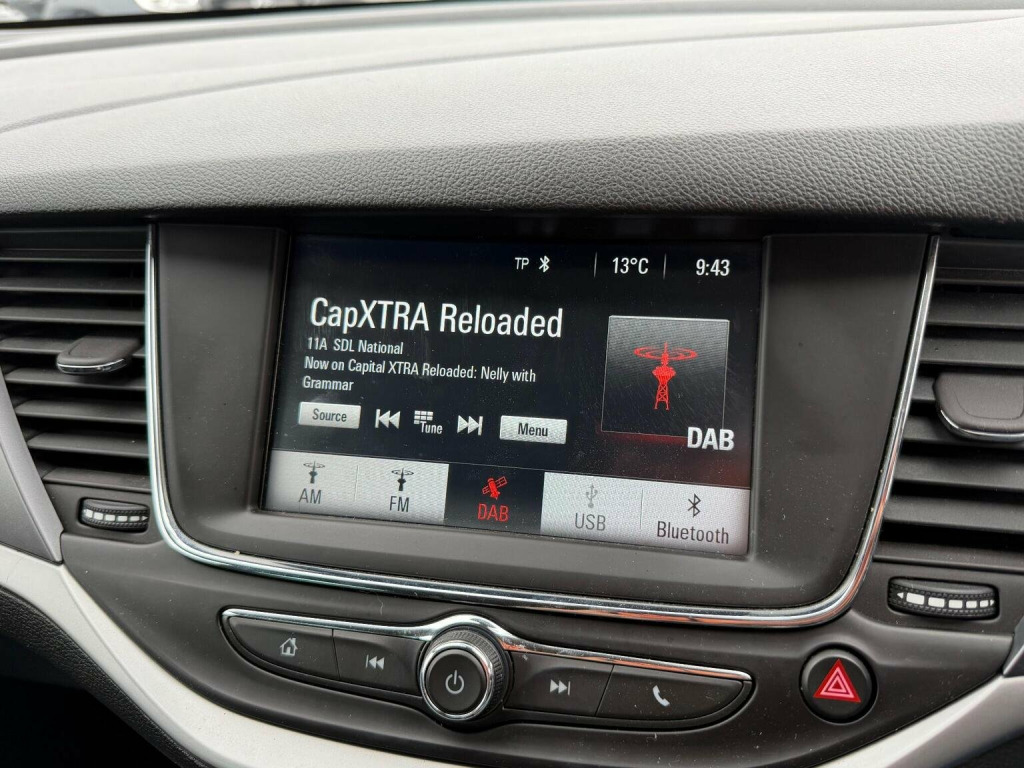 TP 13°C 9:43
CapXTRA Reloaded
11A SDL National
Now on Capital XTRA Reloaded: Nelly with
Grammar
Source Tune Menu
DAB
AM FM DAB USB Bluetooth